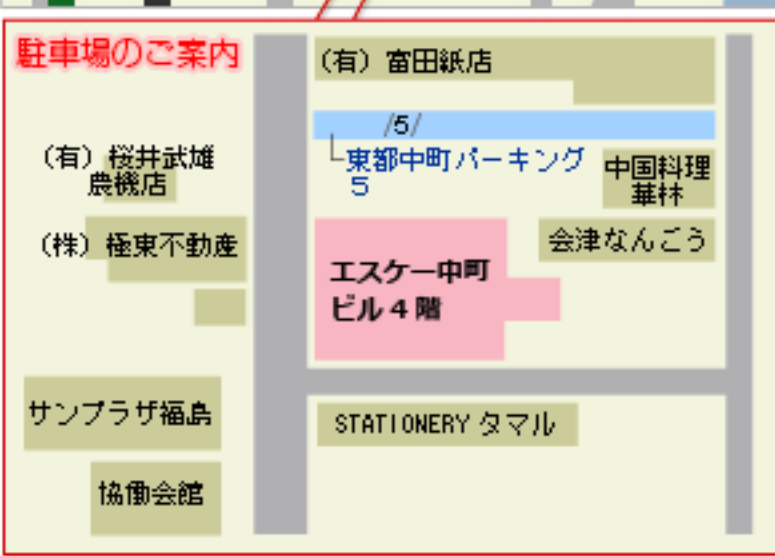 駐車場のご案内
（有）富田紙店
/5/
東都中町パーキング
5
（有）桜井武雄
農機店
中国料理
華林
（株）極東不動産
会津なんごう
エスケー中町
ビル４階
サンプラザ福島
STATIONERY タマル
協働会館